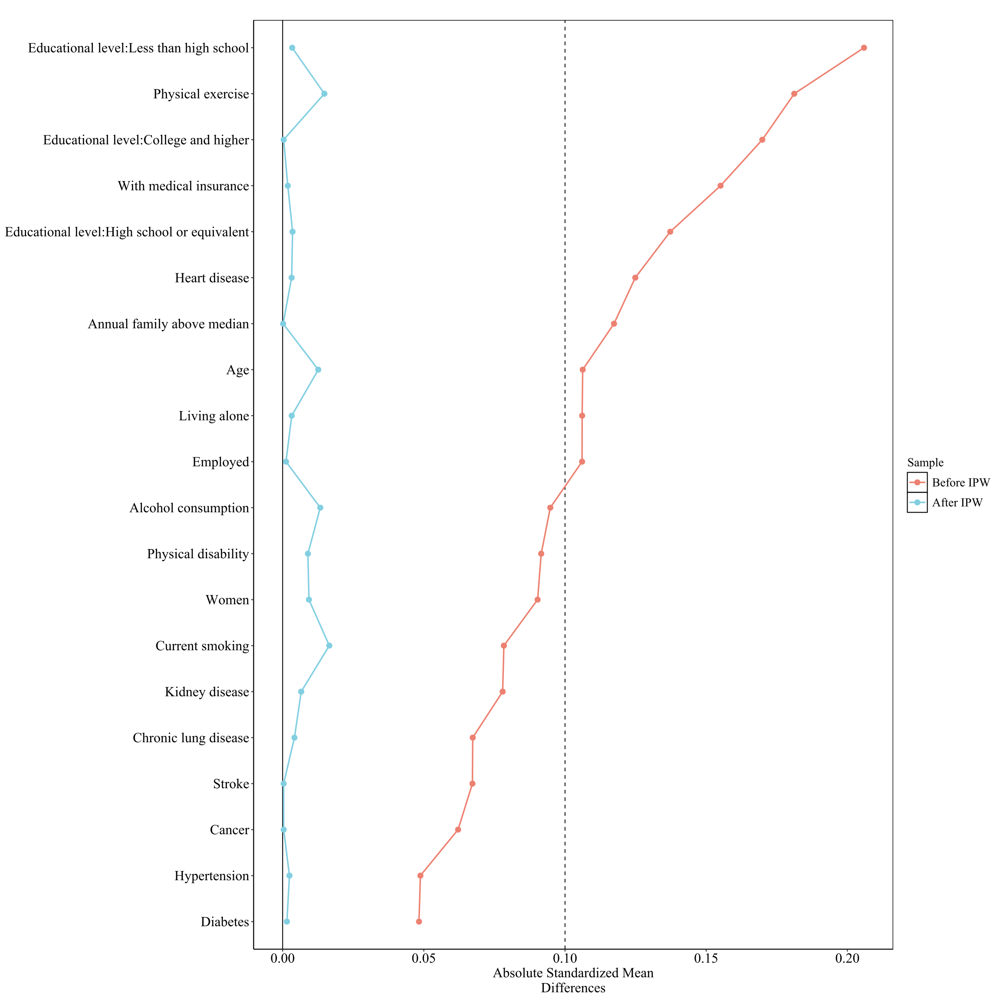 Educational level:Less than high school
Physical exercise
Educational level:College and higher
With medical insurance
Educational level:High school or equivalent
Heart disease
Annual family above median
Age
Living alone
Employed
Alcohol consumption
Physical disability
Women
Current smoking
Kidney disease
Chronic lung disease
Stroke
Cancer
Hypertension
Diabetes
0.00 0.05 0.10 0.15 0.20
Absolute Standardized Mean
Differences
Sample
Before IPW
After IPW